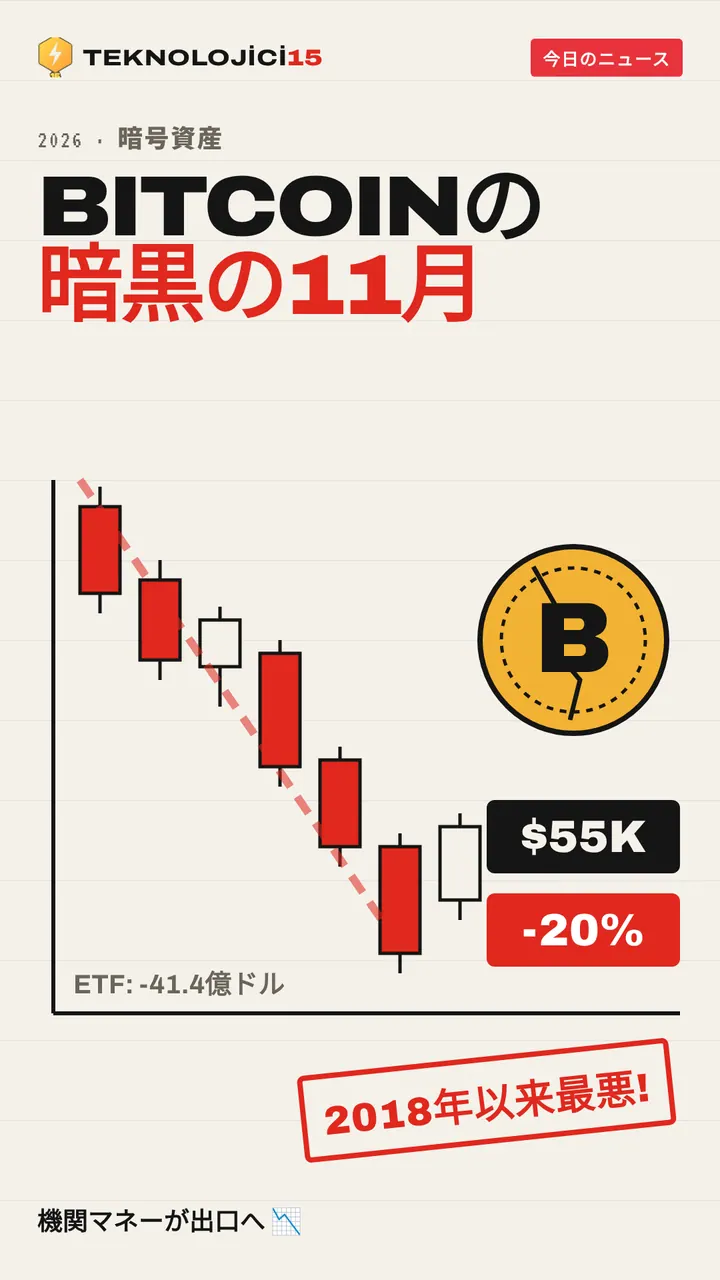 TEKNOLOJİCİ15
今日のニュース
2026 · 暗号資産
BITCOINの
暗黒の11月
B
$55K
-20%
ETF: -41.4億ドル
2018年以来最悪!
機関マネーが出口へ 📉